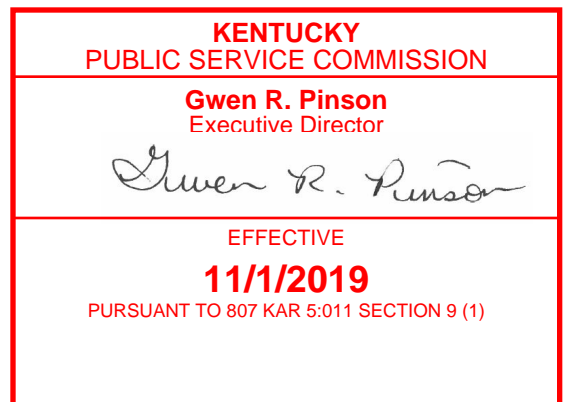 KENTUCKY
PUBLIC SERVICE COMMISSION
Gwen R. Pinson
Executive Director
Gwen R. Pinson
EFFECTIVE
11/1/2019
PURSUANT TO 807 KAR 5:011 SECTION 9 (1)